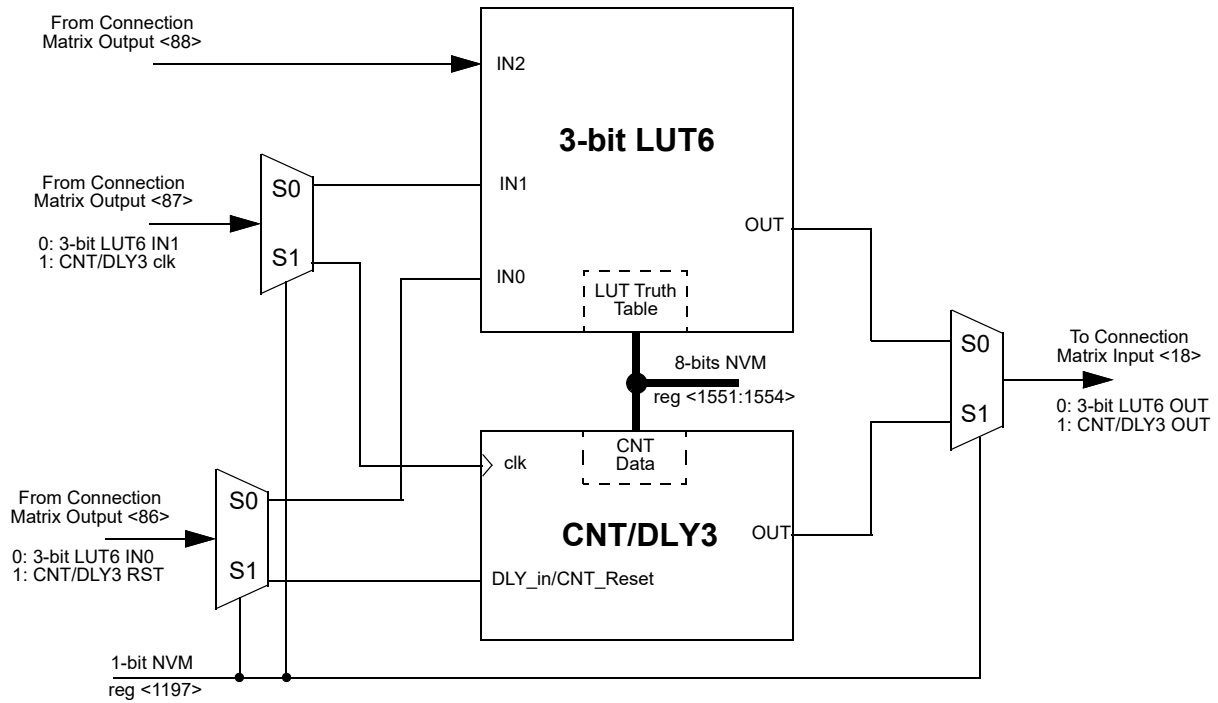 From Connection
Matrix Output <88>
IN2
3-bit LUT6
From Connection
Matrix Output <87>
S0
IN1
0: 3-bit LUT6 IN1
1: CNT/DLY3 clk
S1
OUT
IN0
LUT Truth
Table
S0
To Connection
Matrix Input <18>
8-bits NVM
reg <1551:1554>
0: 3-bit LUT6 OUT
1: CNT/DLY3 OUT
S1
CNT
Data
clk
From Connection
Matrix Output <86>
S0
CNT/DLY3
OUT
0: 3-bit LUT6 IN0
1: CNT/DLY3 RST
S1
DLY_in/CNT_Reset
1-bit NVM
reg <1197>